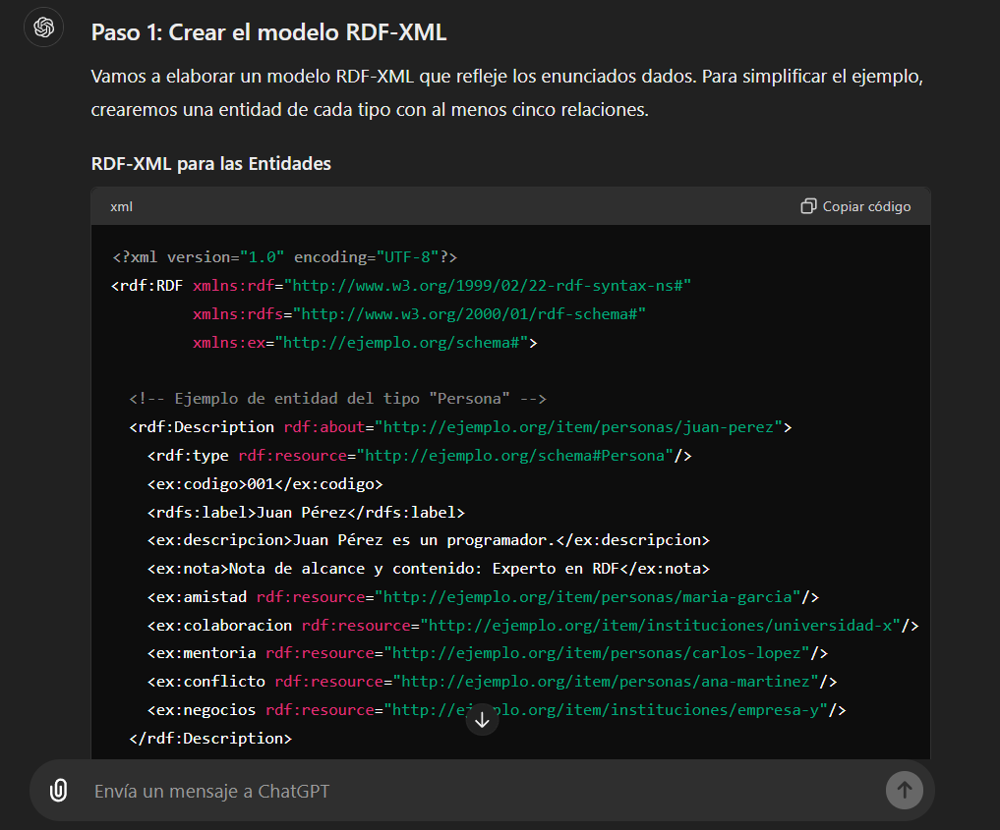 Paso 1: Crear el modelo RDF-XML
Vamos a elaborar un modelo RDF-XML que refleje los enunciados dados. Para simplificar el ejemplo,
crearemos una entidad de cada tipo con al menos cinco relaciones.
RDF-XML para las Entidades
xml Copiar código
<?xml version="1.0" encoding="UTF-8"?>
<rdf:RDF xmlns:rdf="http://www.w3.org/1999/02/22-rdf-syntax-ns#"
xmlns:rdfs="http://www.w3.org/2000/01/rdf-schema#"
xmlns:ex="http://ejemplo.org/schema#">
<!-- Ejemplo de entidad del tipo "Persona" -->
<rdf:Description rdf:about="http://ejemplo.org/item/personas/juan-perez">
<rdf:type rdf:resource="http://ejemplo.org/schema#Persona"/>
<ex:codigo>001</ex:codigo>
<rdfs:label>Juan Pérez</rdfs:label>
<ex:descripcion>Juan Pérez es un programador.</ex:descripcion>
<ex:nota>Nota de alcance y contenido: Experto en RDF</ex:nota>
<ex:amistad rdf:resource="http://ejemplo.org/item/personas/maria-garcia"/>
<ex:colaboracion rdf:resource="http://ejemplo.org/item/instituciones/universidad-x"/>
<ex:mentoria rdf:resource="http://ejemplo.org/item/personas/carlos-lopez"/>
<ex:conflicto rdf:resource="http://ejemplo.org/item/personas/ana-martinez"/>
<ex:negocios rdf:resource="http://ejemplo.org/item/instituciones/empresa-y"/>
</rdf:Description>
Envía un mensaje a ChatGPT